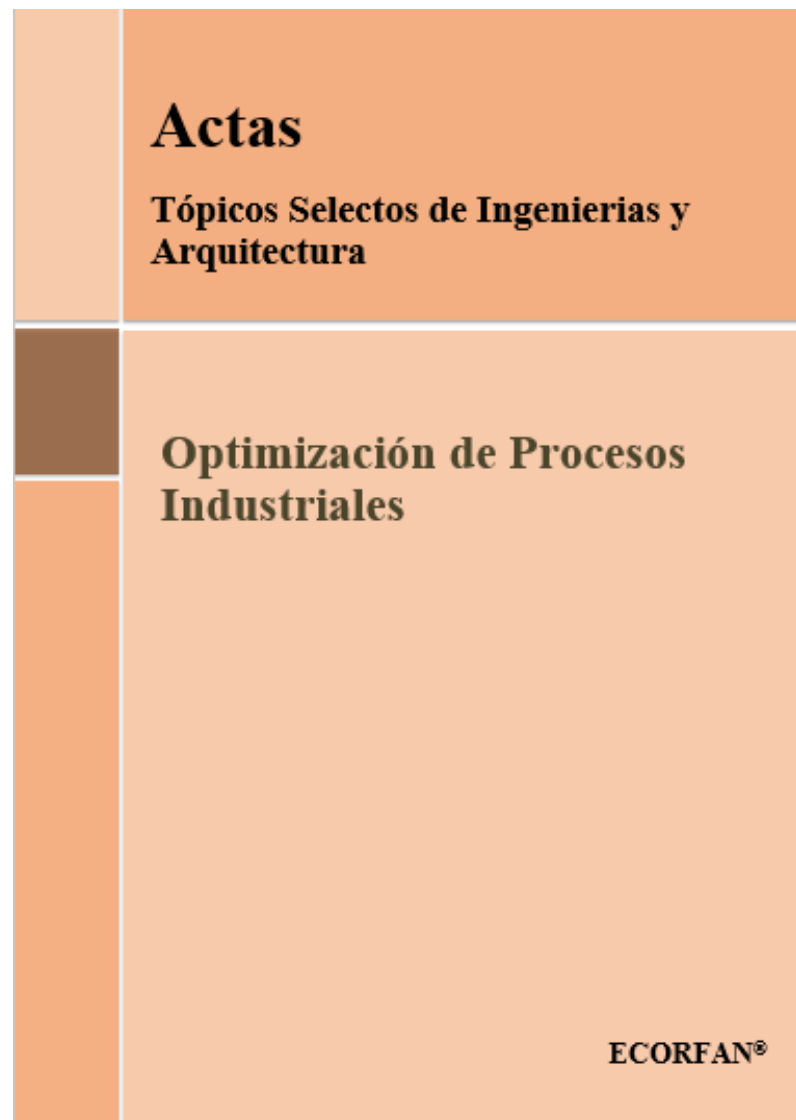 Actas
Tópicos Selectos de Ingenierias y
Arquitectura
Optimización de Procesos
Industriales
ECORFAN®